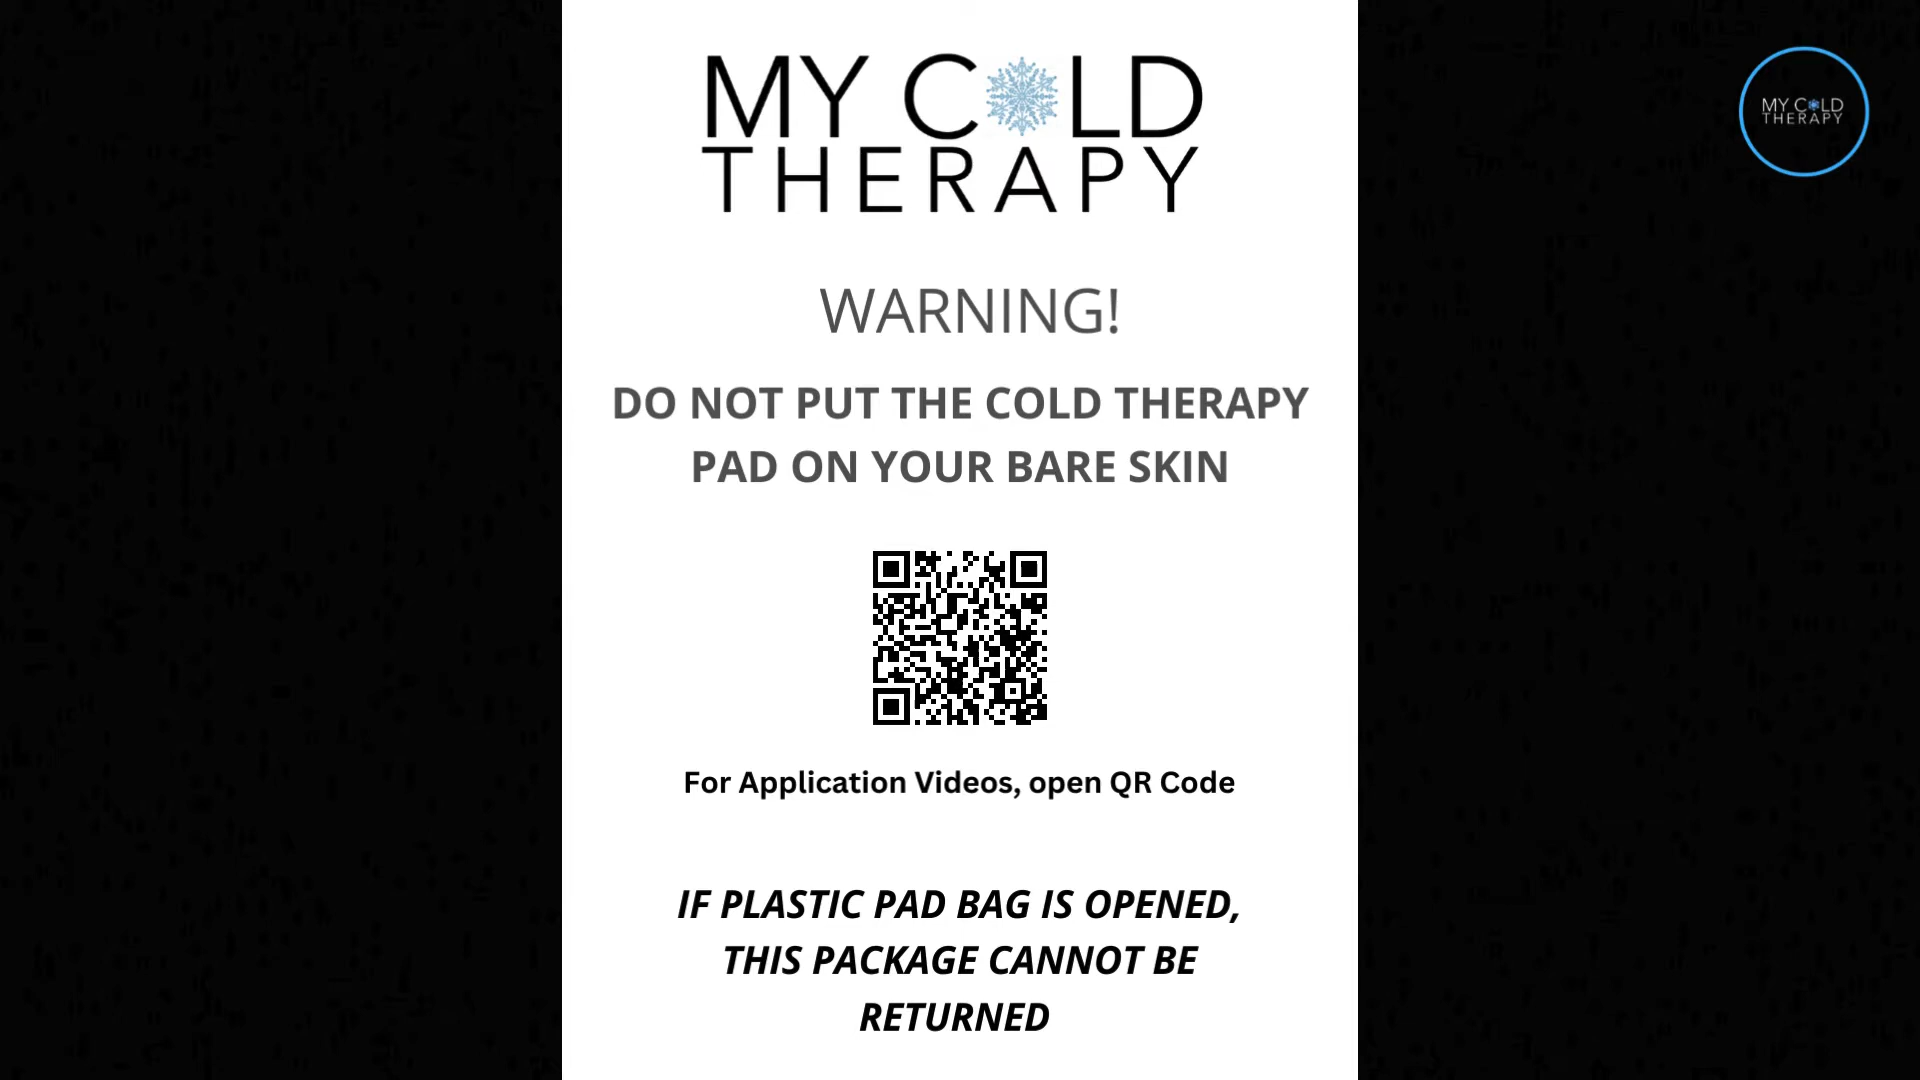 MY COLD
THERAPY
MY COLD
THERAPY
WARNING!
DO NOT PUT THE COLD THERAPY
PAD ON YOUR BARE SKIN
For Application Videos, open QR Code
IF PLASTIC PAD BAG IS OPENED,
THIS PACKAGE CANNOT BE
RETURNED